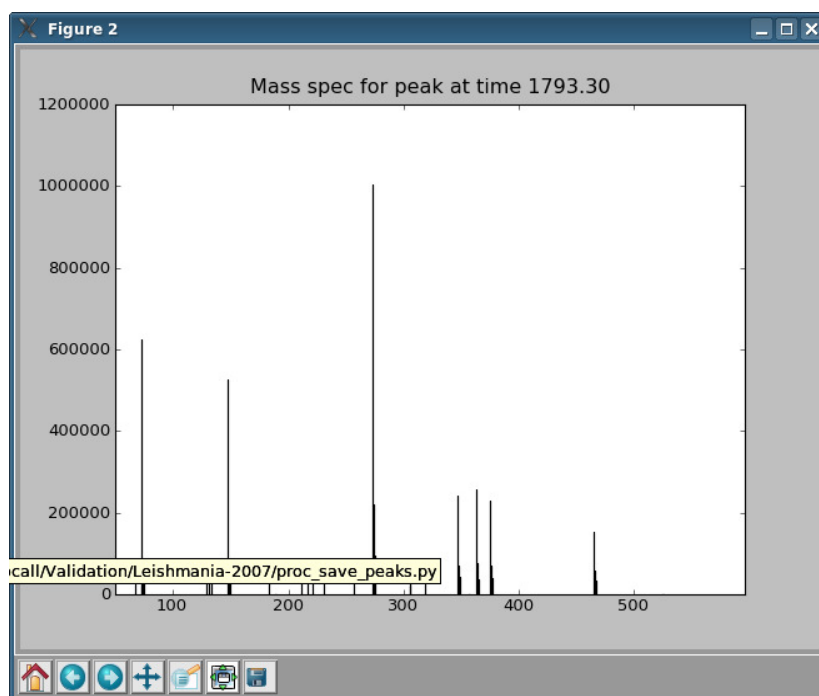 Figure 2
Mass spec for peak at time 1793.30
1200000
1000000
800000
600000
400000
200000
0
call/Validation/Leishmania-2007/proc_save_peaks.py
100 200 300 400 500